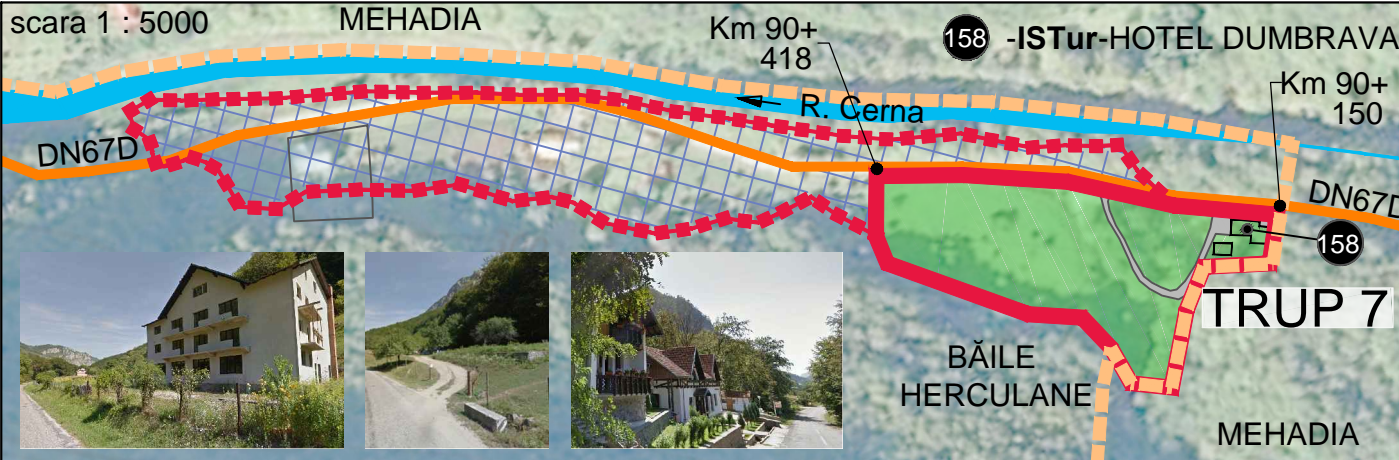 scara 1 : 5000
MEHADIA
Km 90+
418
158 -ISTur-HOTEL DUMBRAVA
Km 90+
150
R. Cerna
DN67D
DN67D
158
TRUP 7
BĂILE
HERCULANE
MEHADIA